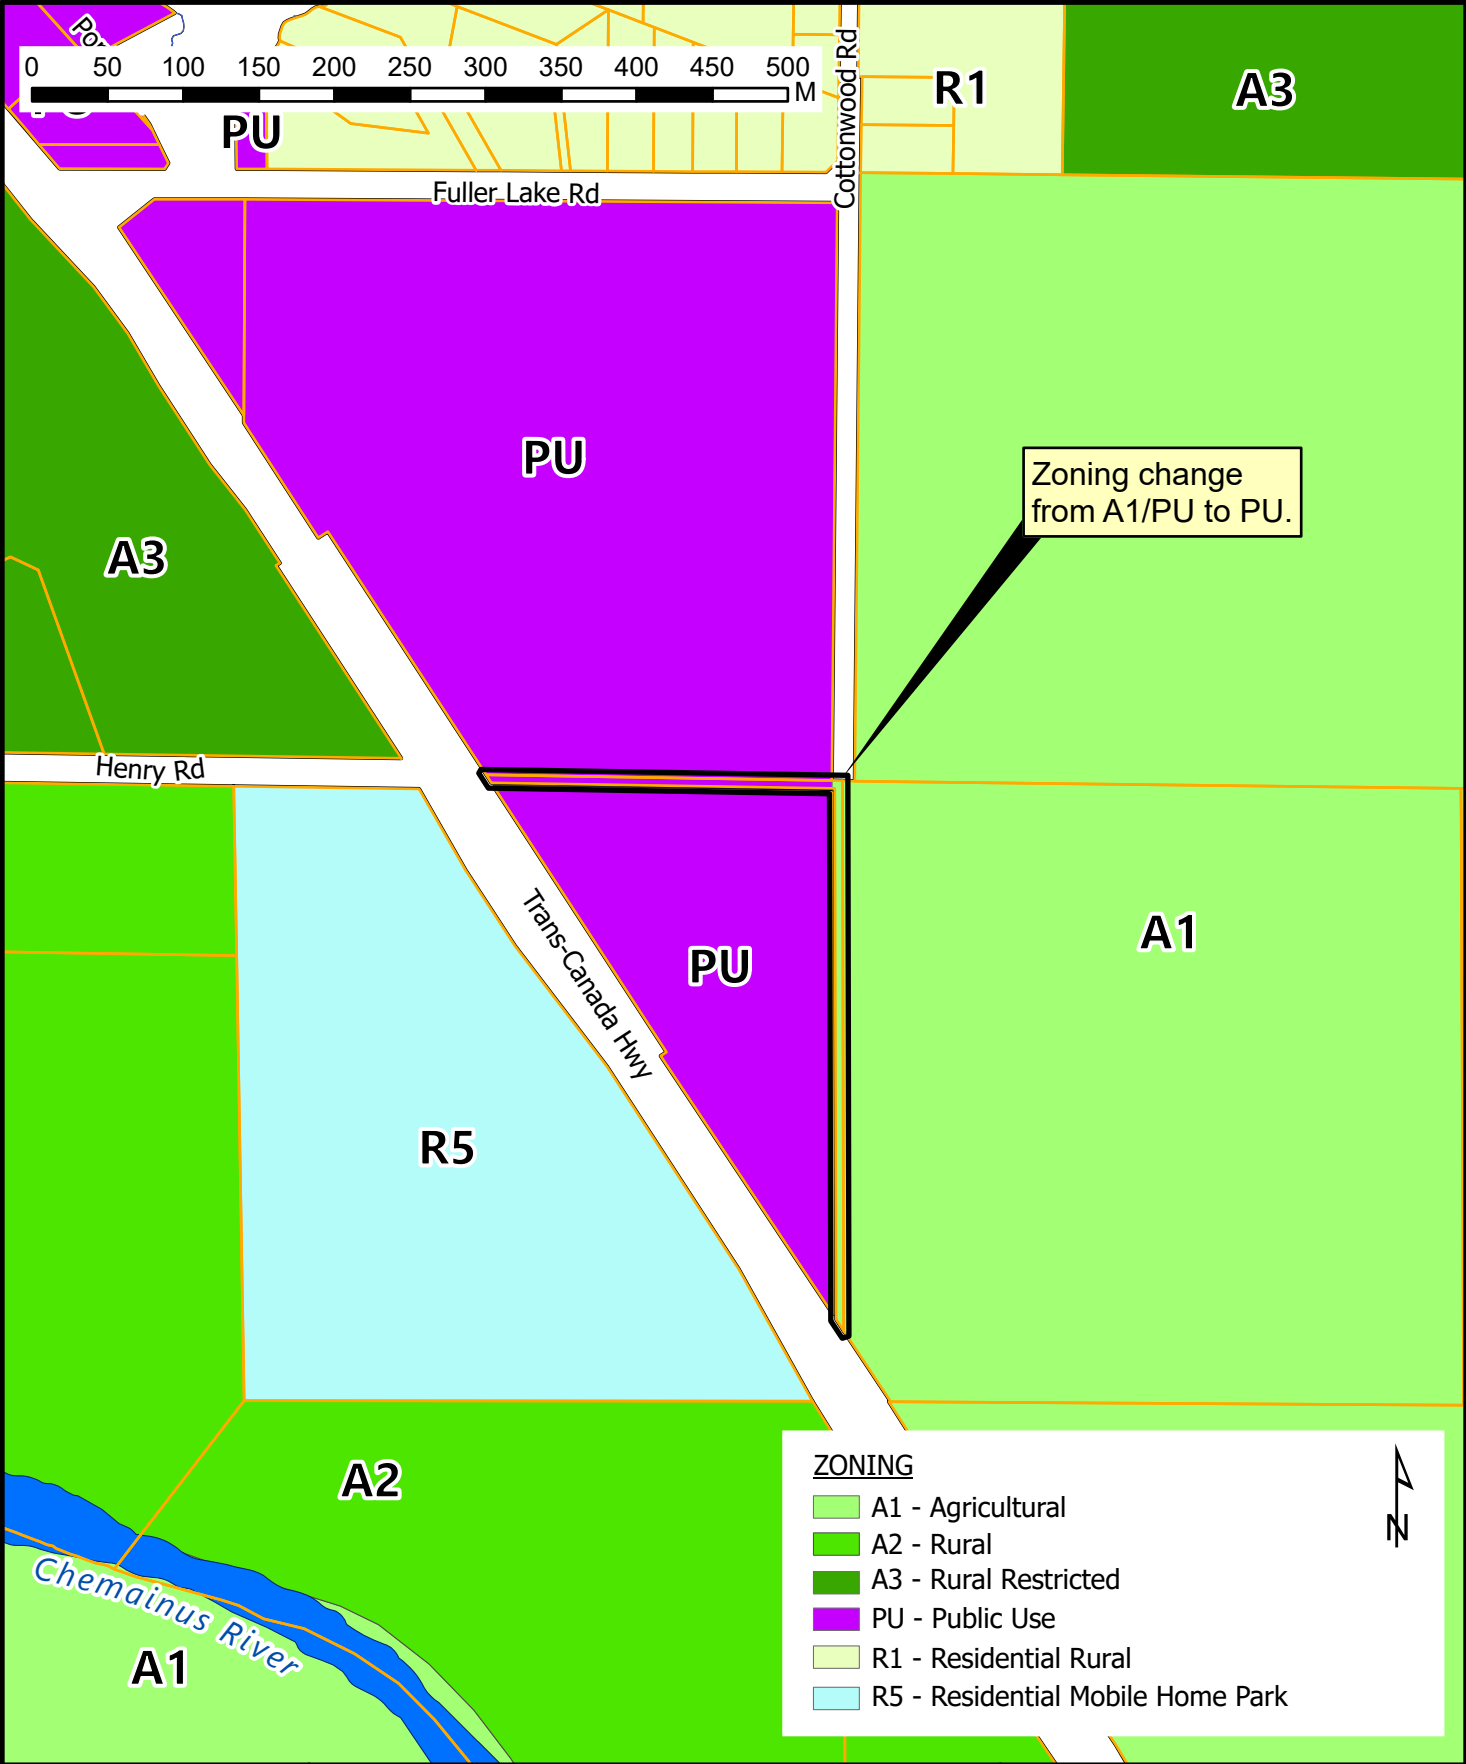 0 50 100 150 200 250 300 350 400 450 500 M
PU
Fuller Lake Rd
Cottonwood Rd
R1
A3
PU
Zoning change
from A1/PU to PU.
A3
Henry Rd
Trans-Canada Hwy
PU
A1
R5
A2
Chemainus River
A1
ZONING
A1 - Agricultural
A2 - Rural
A3 - Rural Restricted
PU - Public Use
R1 - Residential Rural
R5 - Residential Mobile Home Park
N